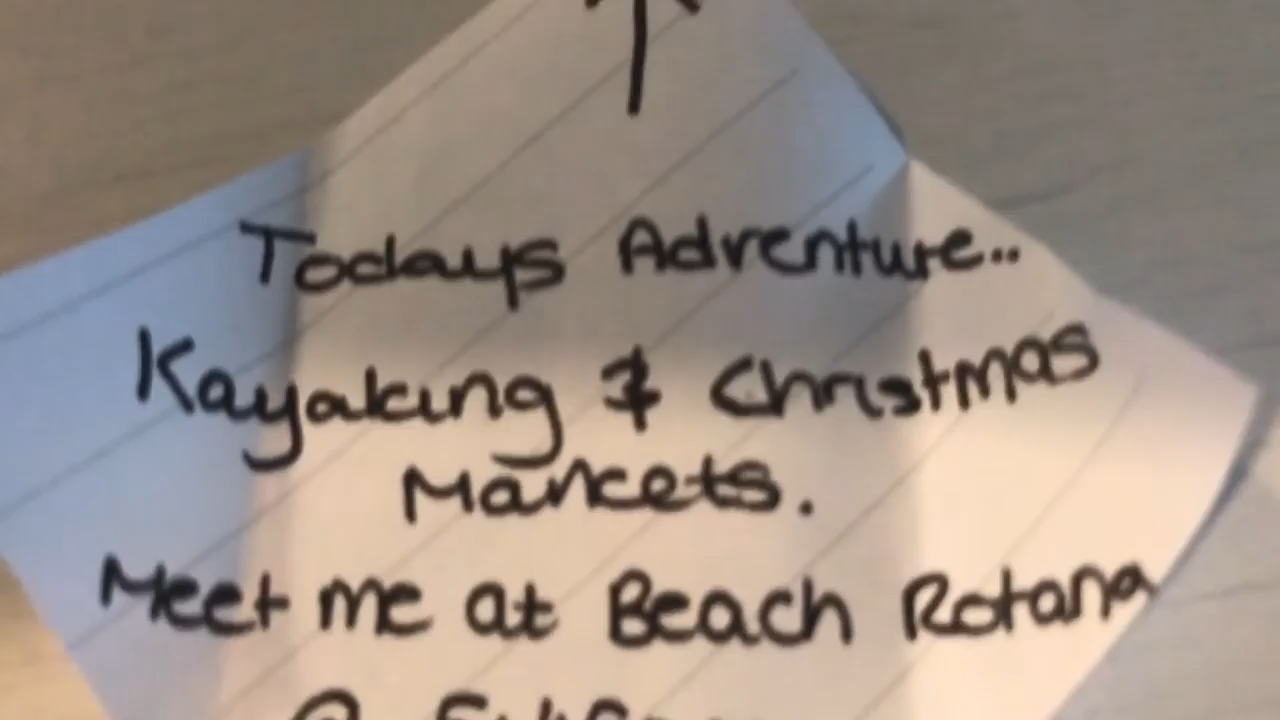 Todays Adventure..
Kayaking & Christmas
Markets.
Meet me at Beach Rotana
@